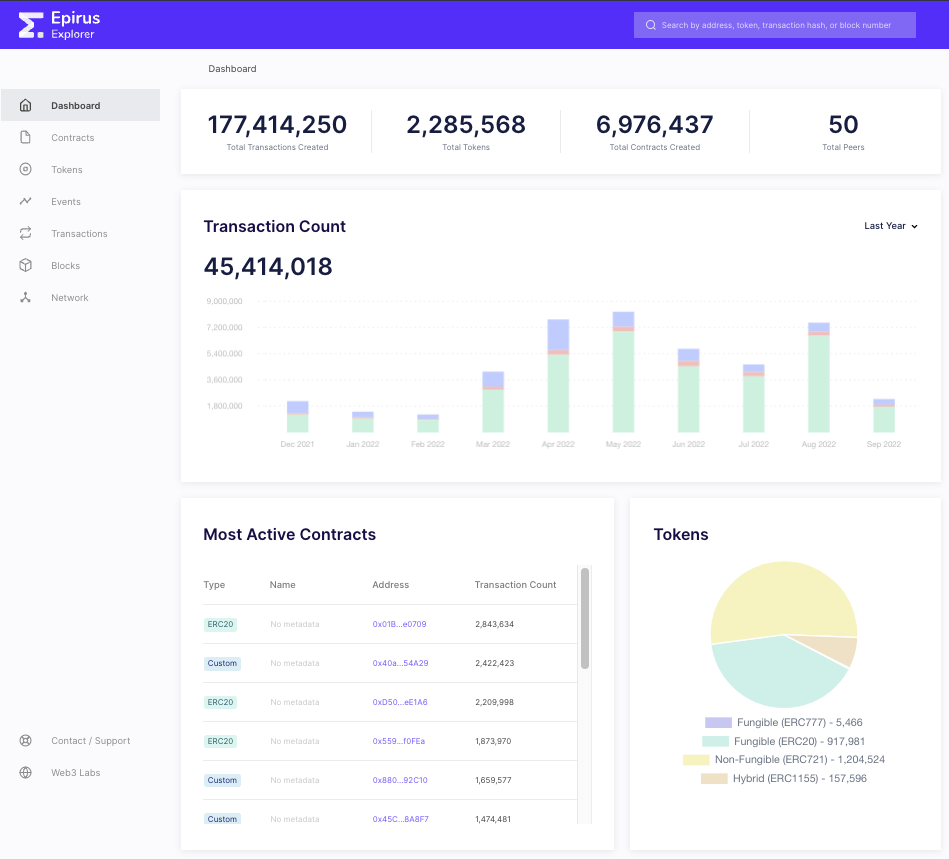 Epirus
Explorer
Search by address, token, transaction hash, or block number
Dashboard
Dashboard
Contracts
Tokens
Events
Transactions
Blocks
Network
Contact / Support
Web3 Labs
177,414,250 2,285,568 6,976,437 50
Total Transactions Created Total Tokens Total Contracts Created Total Peers
Transaction Count Last Year
45,414,018
9,000,000
7,200,000
5,400,000
3,600,000
1,800,000
Dec 2021 Jan 2022 Feb 2022 Mar 2022 Apr 2022 May 2022 Jun 2022 Jul 2022 Aug 2022 Sep 2022
Most Active Contracts
Type Name Address Transaction Count
ERC20 No metadata 0x01B...e0709 2,843,634
Custom No metadata 0x40a...54A29 2,422,423
ERC20 No metadata 0xD50...eE1A6 2,209,998
ERC20 No metadata 0x559...f0FEa 1,873,970
Custom No metadata 0x880...92C10 1,659,577
Custom No metadata 0x45C...8A8F7 1,474,481
Tokens
Fungible (ERC777) - 5,466
Fungible (ERC20) - 917,981
Non-Fungible (ERC721) - 1,204,524
Hybrid (ERC1155) - 157,596